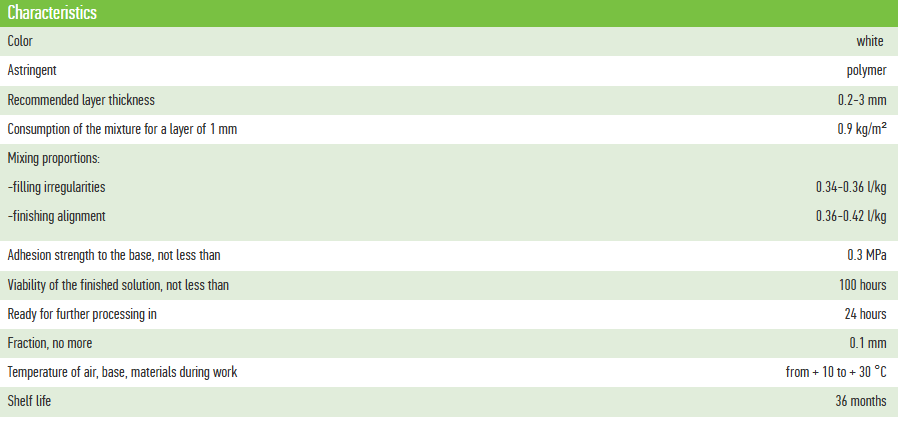 Characteristics
Color white
Astringent polymer
Recommended layer thickness 0.2-3 mm
Consumption of the mixture for a layer of 1 mm 0.9 kg/m²
Mixing proportions:
-filling irregularities 0.34-0.36 l/kg
-finishing alignment 0.36-0.42 l/kg
Adhesion strength to the base, not less than 0.3 MPa
Viability of the finished solution, not less than 100 hours
Ready for further processing in 24 hours
Fraction, no more 0.1 mm
Temperature of air, base, materials during work from + 10 to + 30 °C
Shelf life 36 months